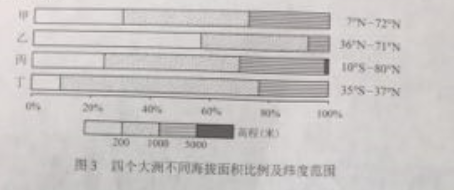 甲 7°N-72°N
乙 36°N-71°N
丙 10°S-80°N
丁 35°S-37°N
0% 20% 40% 60% 80% 100%
高程(米)
200 1000 5000
图3 四个大洲不同海拔面积比例及纬度范围